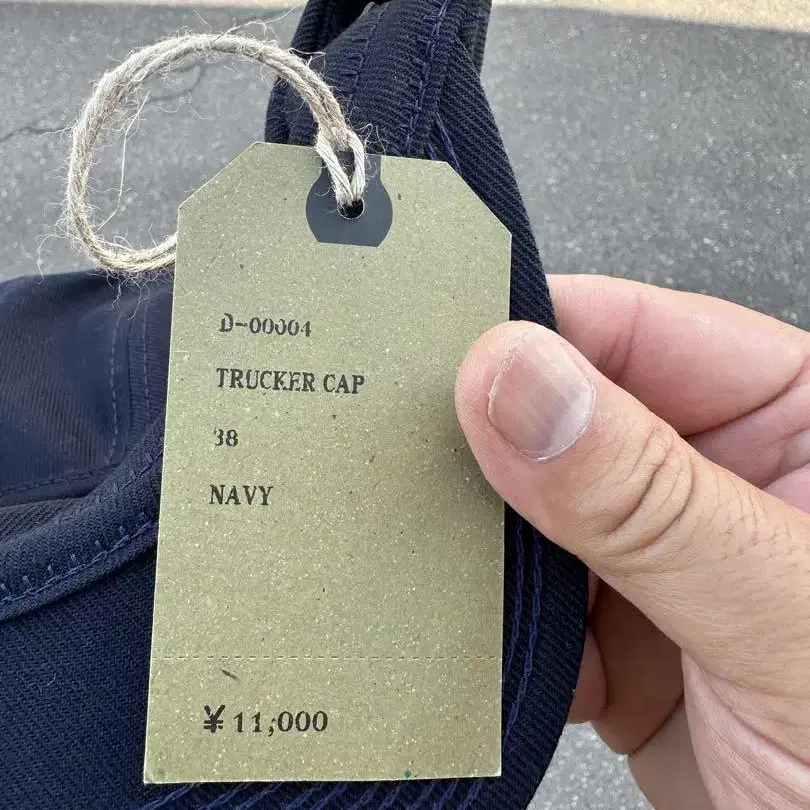 D-00004
TRUCKER CAP
38
NAVY
¥11,000